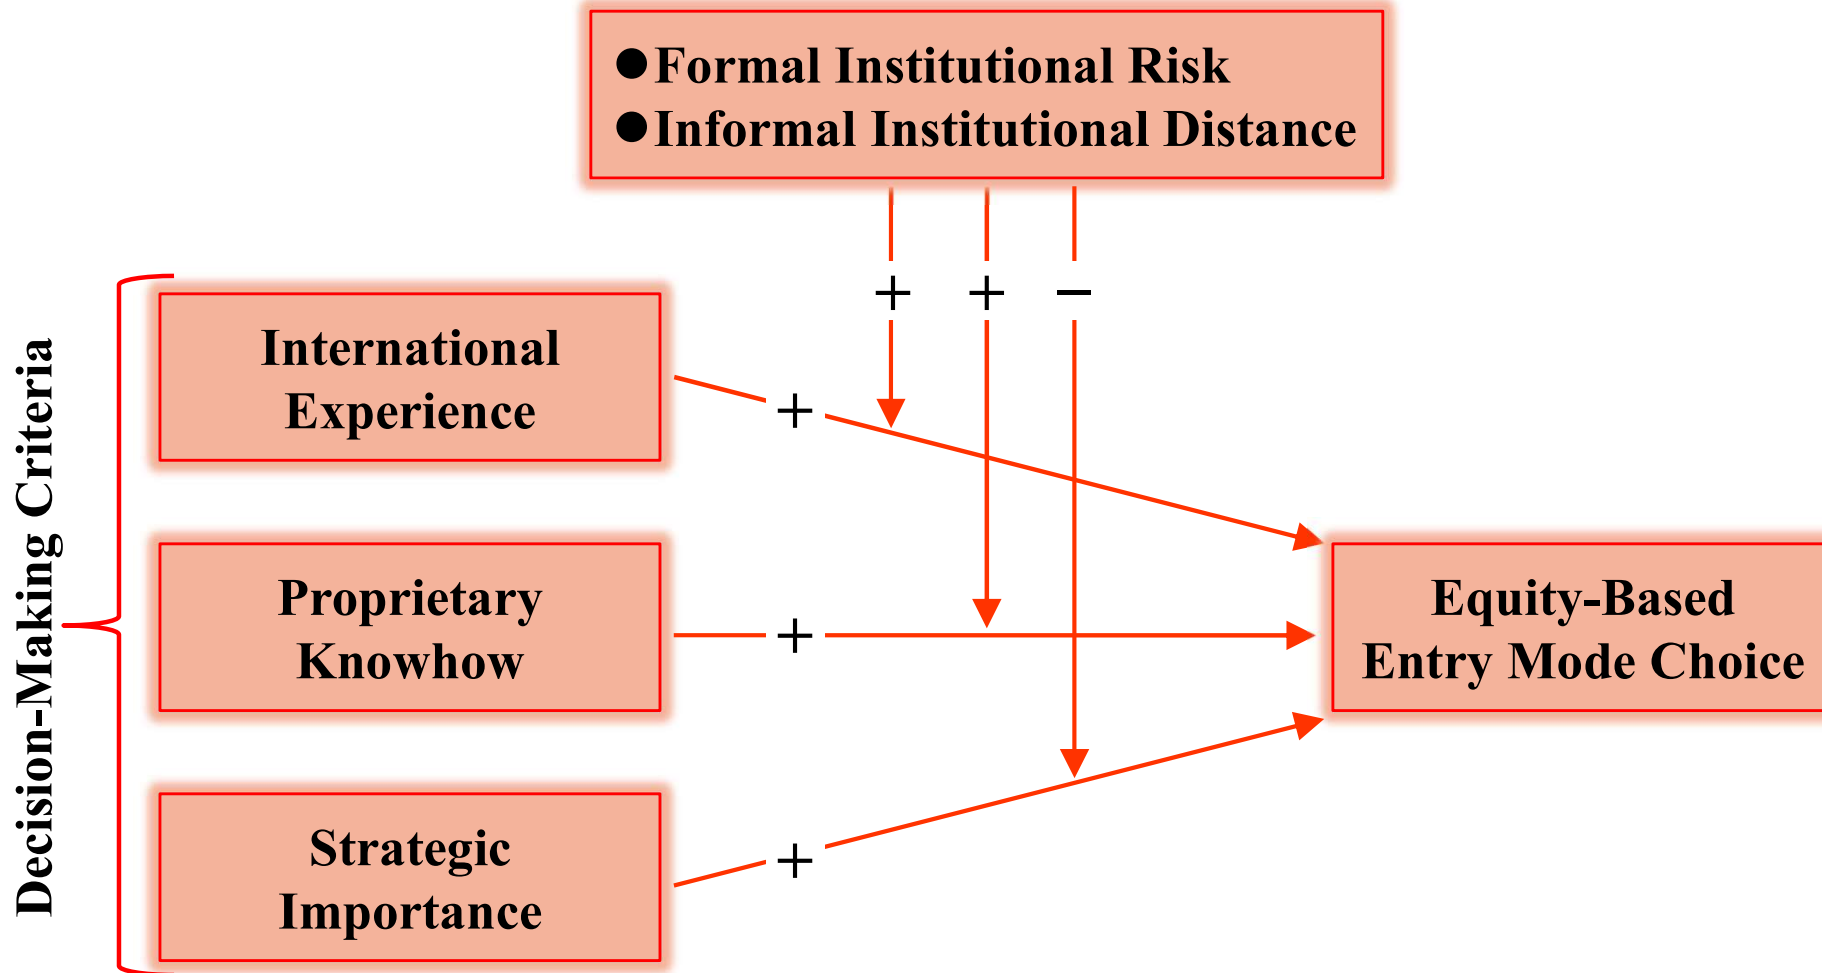 ●Formal Institutional Risk
●Informal Institutional Distance
+ + −
Decision-Making Criteria
International
Experience
+
Proprietary
Knowhow
+
Equity-Based
Entry Mode Choice
Strategic
Importance
+